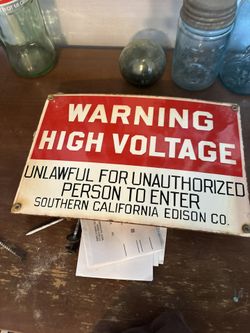 WARNING
HIGH VOLTAGE
UNLAWFUL FOR UNAUTHORIZED
PERSON TO ENTER
SOUTHERN CALIFORNIA EDISON CO.